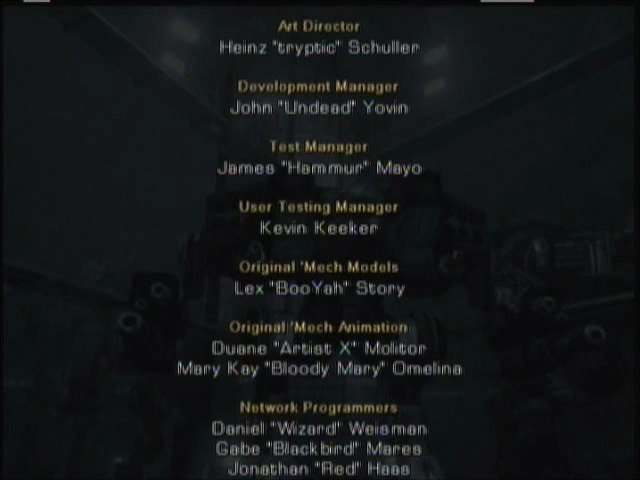 Art Director
Heinz "tryptic" Schuller
Development Manager
John "Undead" Yovin
Test Manager
James "Hammur" Mayo
User Testing Manager
Kevin Keeker
Original 'Mech Models
Lex "BooYah" Story
Original 'Mech Animation
Duane "Artist X" Molitor
Mary Kay "Bloody Mary" Omelina
Network Programmers
Daniel "Wizard" Weisman
Gabe "Blackbird" Mares
Jonathan "Red" Haas